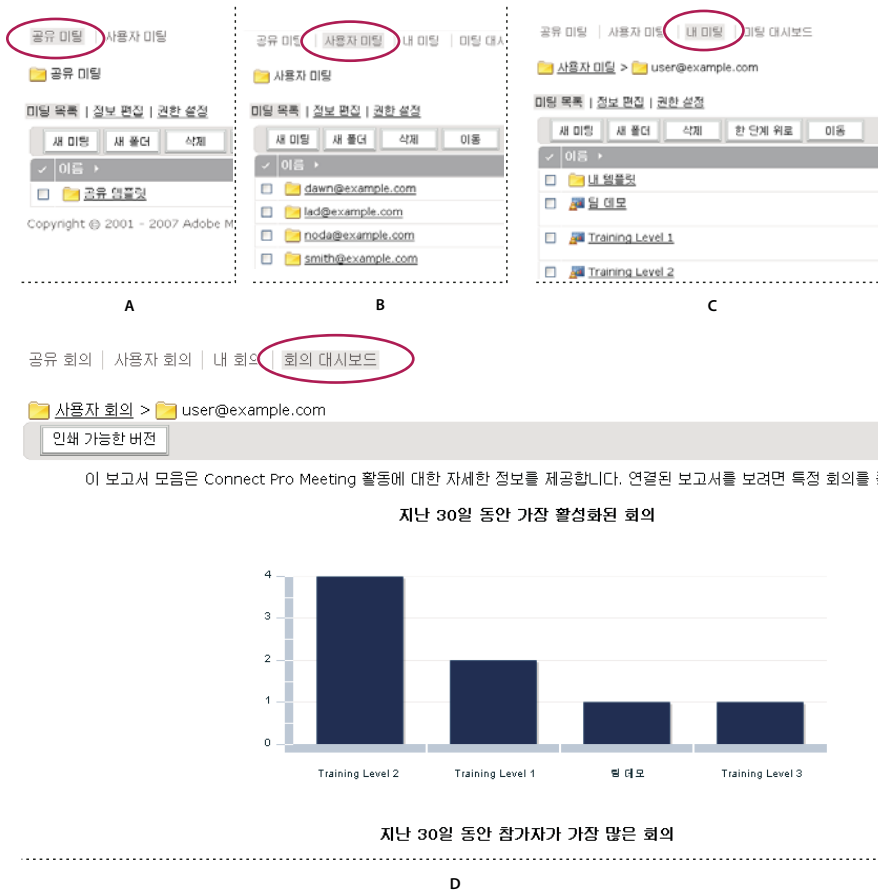 공유 미팅 | 사용자 미팅
공유 미팅
미팅 목록 | 정보 편집 | 권한 설정
새 미팅 새 폴더 삭제
이름
공유 템플릿
Copyright © 2001 - 2007 Adobe M
A
공유 미팅 | 사용자 미팅 | 내 미팅 | 미팅 대시
사용자 미팅
미팅 목록 | 정보 편집 | 권한 설정
새 미팅 새 폴더 삭제 이동
이름
dawn@example.com
lad@example.com
noda@example.com
smith@example.com
B
공유 미팅 | 사용자 미팅 | 내 미팅 | 미팅 대시보드
사용자 미팅 > user@example.com
미팅 목록 | 정보 편집 | 권한 설정
새 미팅 새 폴더 삭제 한 단계 위로 이동
이름
내 템플릿
팀 데모
Training Level 1
Training Level 2
C
공유 회의 | 사용자 회의 | 내 회의 | 회의 대시보드
사용자 회의 > user@example.com
인쇄 가능한 버전
이 보고서 모음은 Connect Pro Meeting 활동에 대한 자세한 정보를 제공합니다. 연결된 보고서를 보려면 특정 회의를
지난 30일 동안 가장 활성화된 회의
4
3
2
1
0
Training Level 2 Training Level 1 팀 데모 Training Level 3
지난 30일 동안 참가자가 가장 많은 회의
D